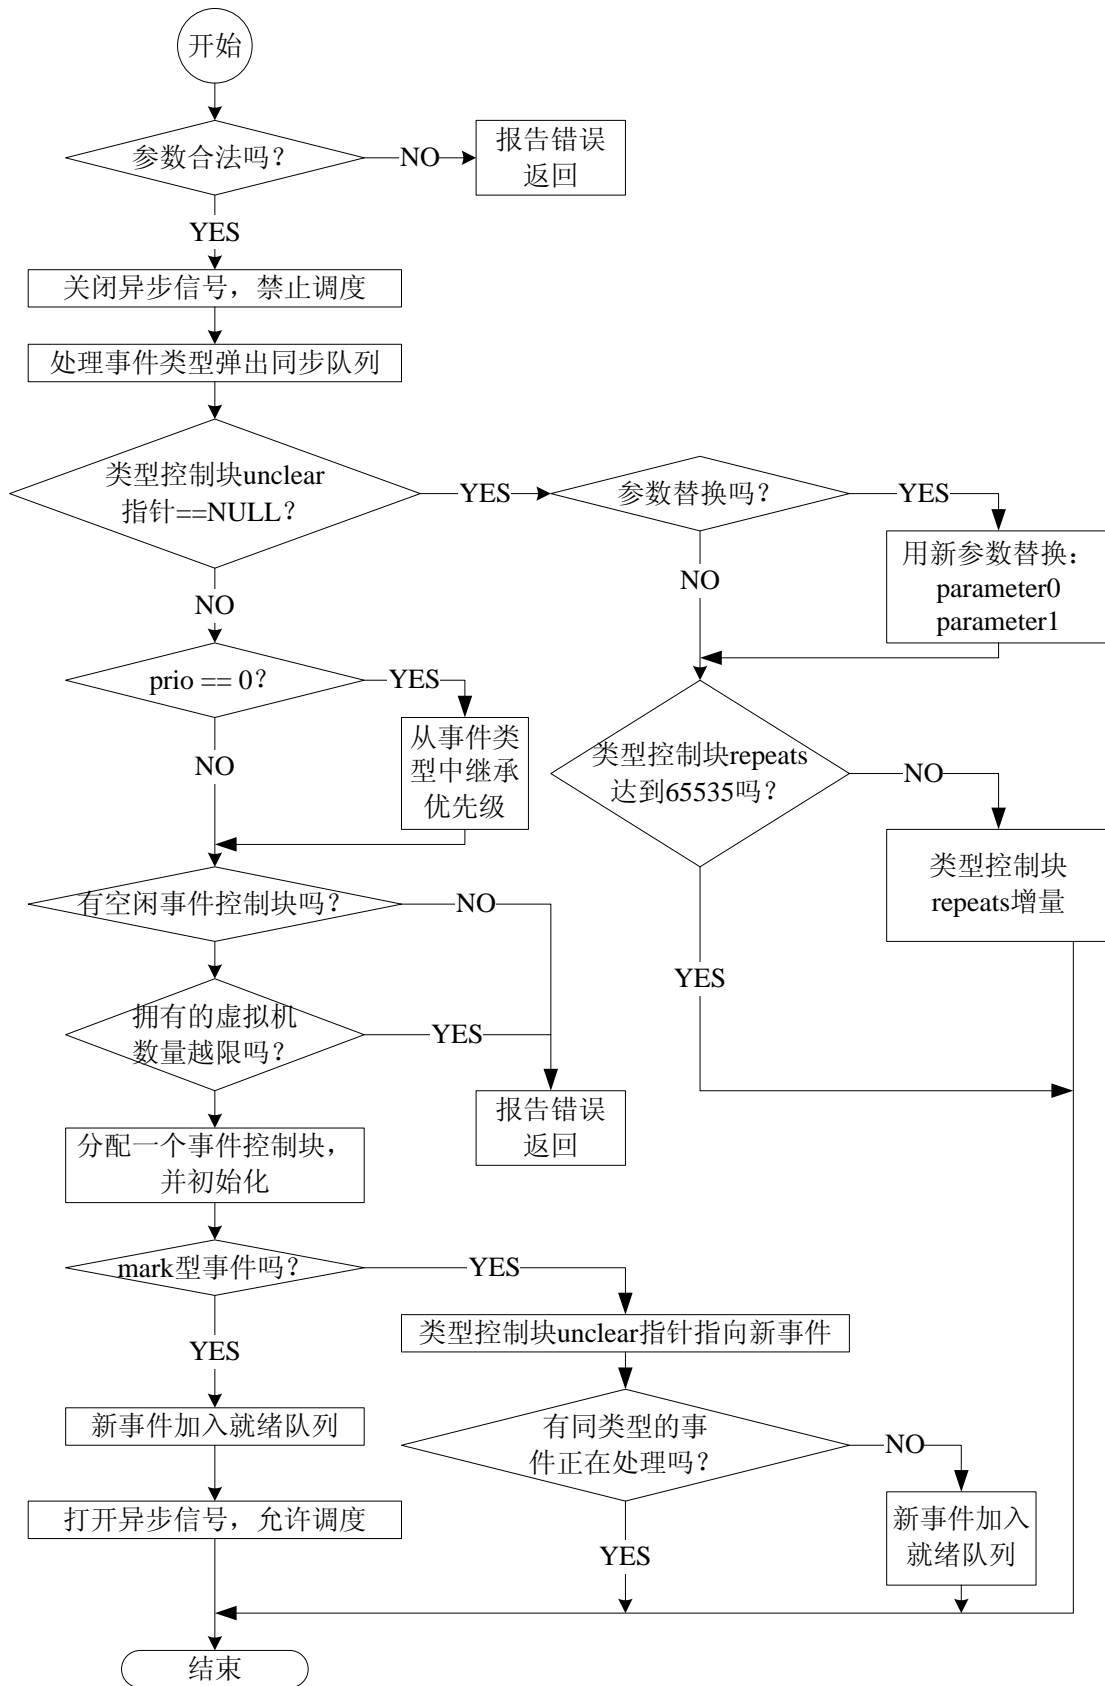 开始
参数合法吗？
NO
报告错误
返回
YES
关闭异步信号，禁止调度
处理事件类型弹出同步队列
类型控制块unclear
指针==NULL？
YES
参数替换吗？
YES
用新参数替换：
parameter0
parameter1
NO
NO
prio == 0？
YES
从事件类
型中继承
优先级
NO
类型控制块repeats
达到65535吗？
NO
类型控制块
repeats增量
YES
有空闲事件控制块吗？
NO
拥有的虚拟机
数量越限吗？
YES
报告错误
返回
分配一个事件控制块，
并初始化
mark型事件吗？
YES
类型控制块unclear指针指向新事件
YES
新事件加入就绪队列
有同类型的事
件正在处理吗？
NO
新事件加入
就绪队列
YES
打开异步信号，允许调度
结束